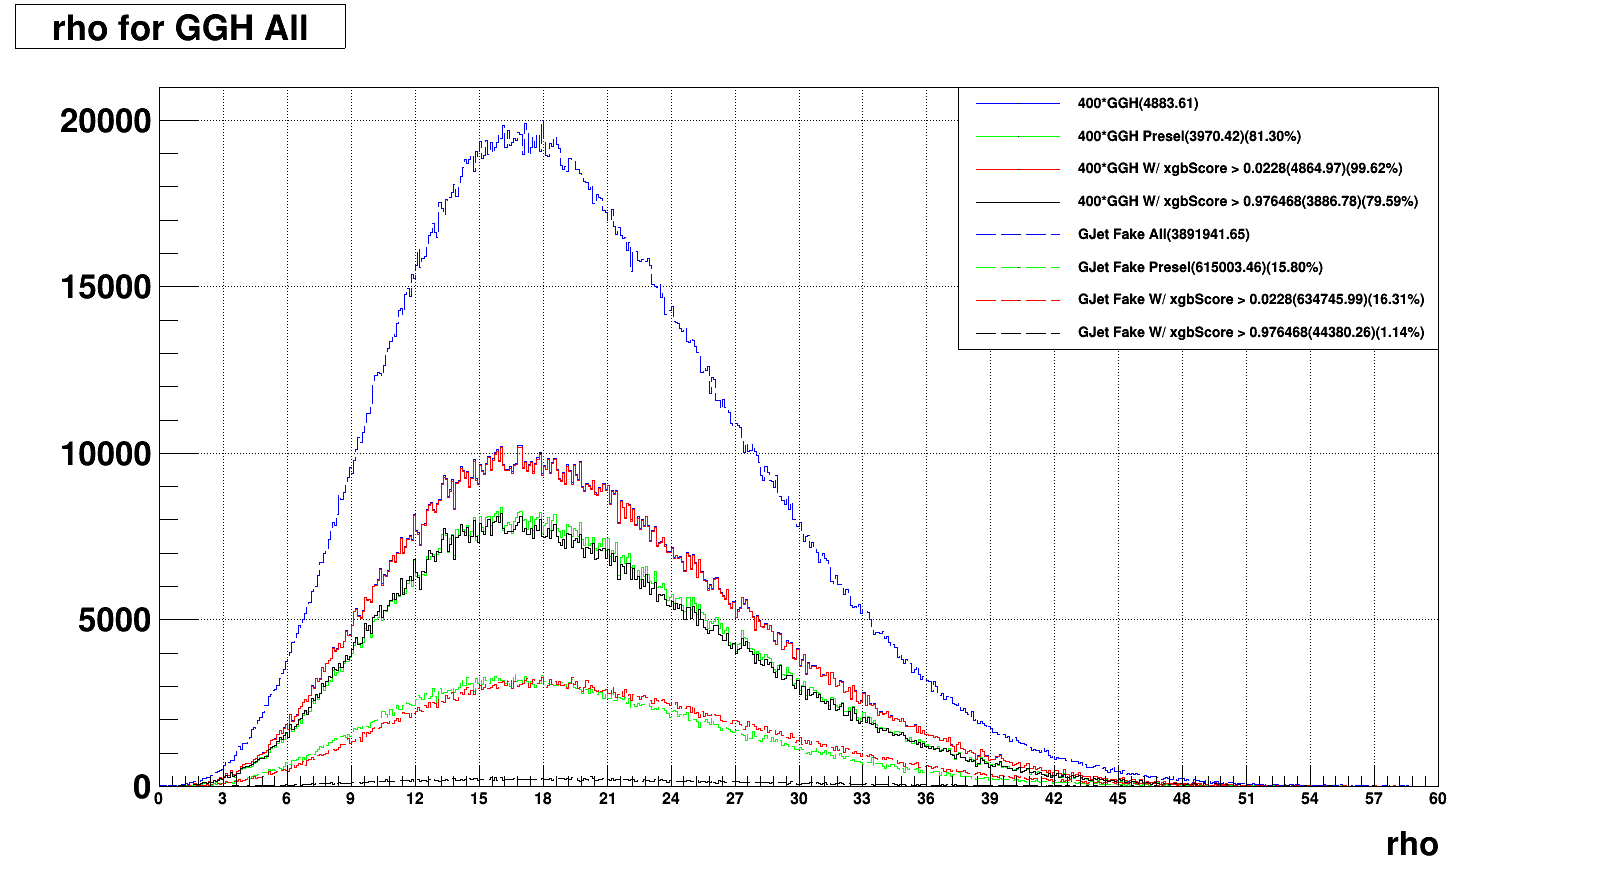 rho for GGH All
400*GGH(4883.61)
400*GGH Presel(3970.42)(81.30%)
400*GGH W/ xgbScore > 0.0228(4864.97)(99.62%)
400*GGH W/ xgbScore > 0.976468(3886.78)(79.59%)
GJet Fake All(3891941.65)
GJet Fake Presel(615003.46)(15.80%)
GJet Fake W/ xgbScore > 0.0228(634745.99)(16.31%)
GJet Fake W/ xgbScore > 0.976468(44380.26)(1.14%)
20000
15000
10000
5000
0
0 3 6 9 12 15 18 21 24 27 30 33 36 39 42 45 48 51 54 57 60
rho